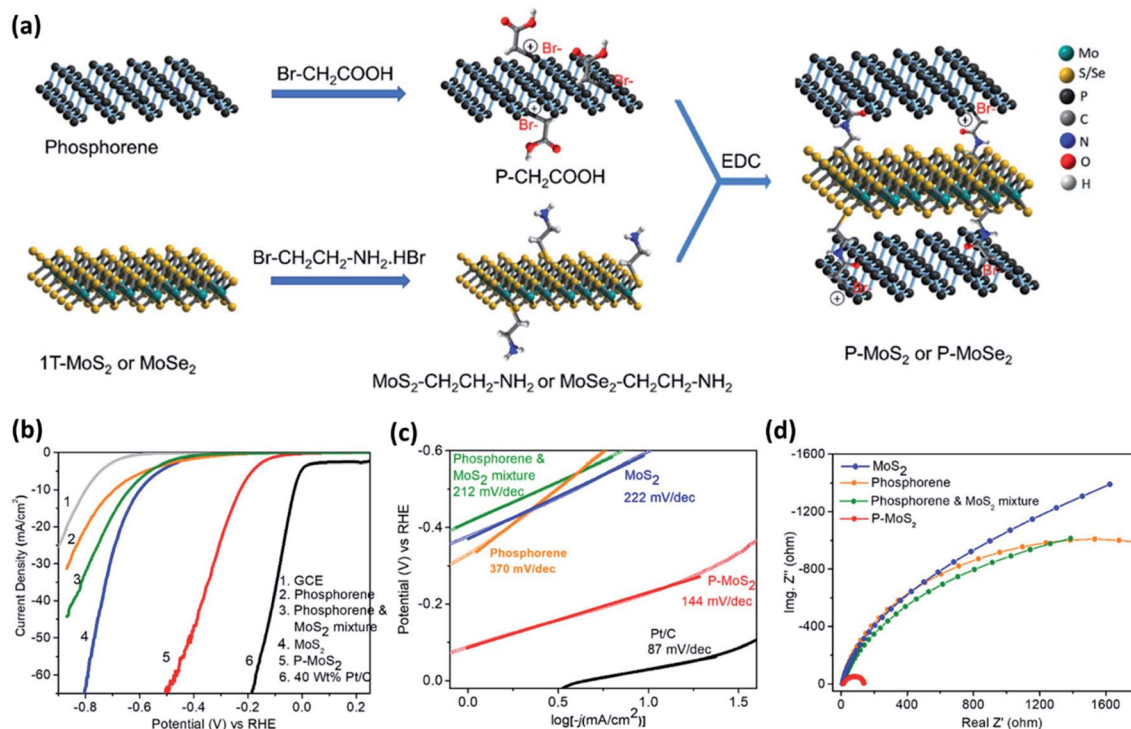 (a)
Br-CH₂COOH
Phosphorene
Br-
Br-
Br-
P-CH₂COOH
EDC
Br-
Br-
Br-
Mo
S/Se
P
C
N
O
H
Br-CH₂CH₂-NH₂.HBr
1T-MoS₂ or MoSe₂
MoS₂-CH₂CH₂-NH₂ or MoSe₂-CH₂CH₂-NH₂
P-MoS₂ or P-MoSe₂
(b)
Current Density (mA/cm²)
0
-10
-20
-30
-40
-50
-60
1
2
3
4
5
6
1. GCE
2. Phosphorene
3. Phosphorene &
MoS₂ mixture
4. MoS₂
5. P-MoS₂
6. 40 Wt% Pt/C
-0.8 -0.6 -0.4 -0.2 0.0 0.2
Potential (V) vs RHE
(c)
Potential (V) vs RHE
-0.6
-0.4
-0.2
0.0
Phosphorene &
MoS₂ mixture
212 mV/dec
MoS₂
222 mV/dec
Phosphorene
370 mV/dec
P-MoS₂
144 mV/dec
Pt/C
87 mV/dec
0.0 0.5 1.0 1.5
log[-j(mA/cm²)]
(d)
Img. Z" (ohm)
-1600
-1200
-800
-400
0
MoS₂
Phosphorene
Phosphorene & MoS₂ mixture
P-MoS₂
0 400 800 1200 1600
Real Z' (ohm)